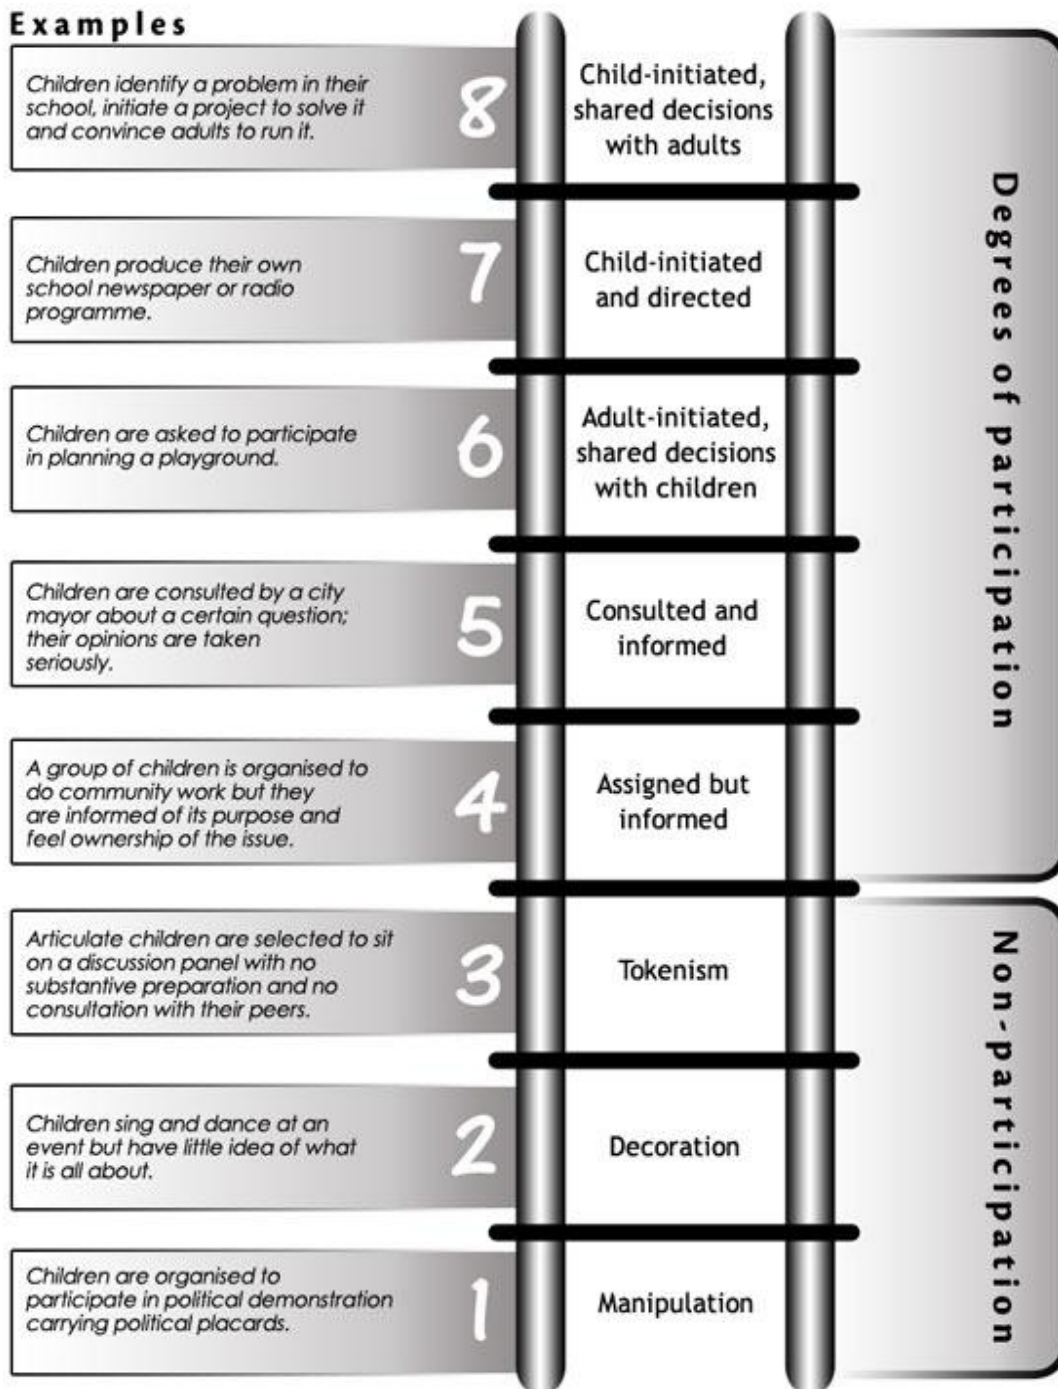 Examples
Children identify a problem in their
school, initiate a project to solve it
and convince adults to run it.
8
Child-initiated,
shared decisions
with adults
Children produce their own
school newspaper or radio
programme.
7
Child-initiated
and directed
Children are asked to participate
in planning a playground.
6
Adult-initiated,
shared decisions
with children
Children are consulted by a city
mayor about a certain question;
their opinions are taken
seriously.
5
Consulted and
informed
A group of children is organised to
do community work but they
are informed of its purpose and
feel ownership of the issue.
4
Assigned but
informed
Degrees of participation
Articulate children are selected to sit
on a discussion panel with no
substantive preparation and no
consultation with their peers.
3
Tokenism
Children sing and dance at an
event but have little idea of what
it is all about.
2
Decoration
Children are organised to
participate in political demonstration
carrying political placards.
1
Manipulation
Non-participation